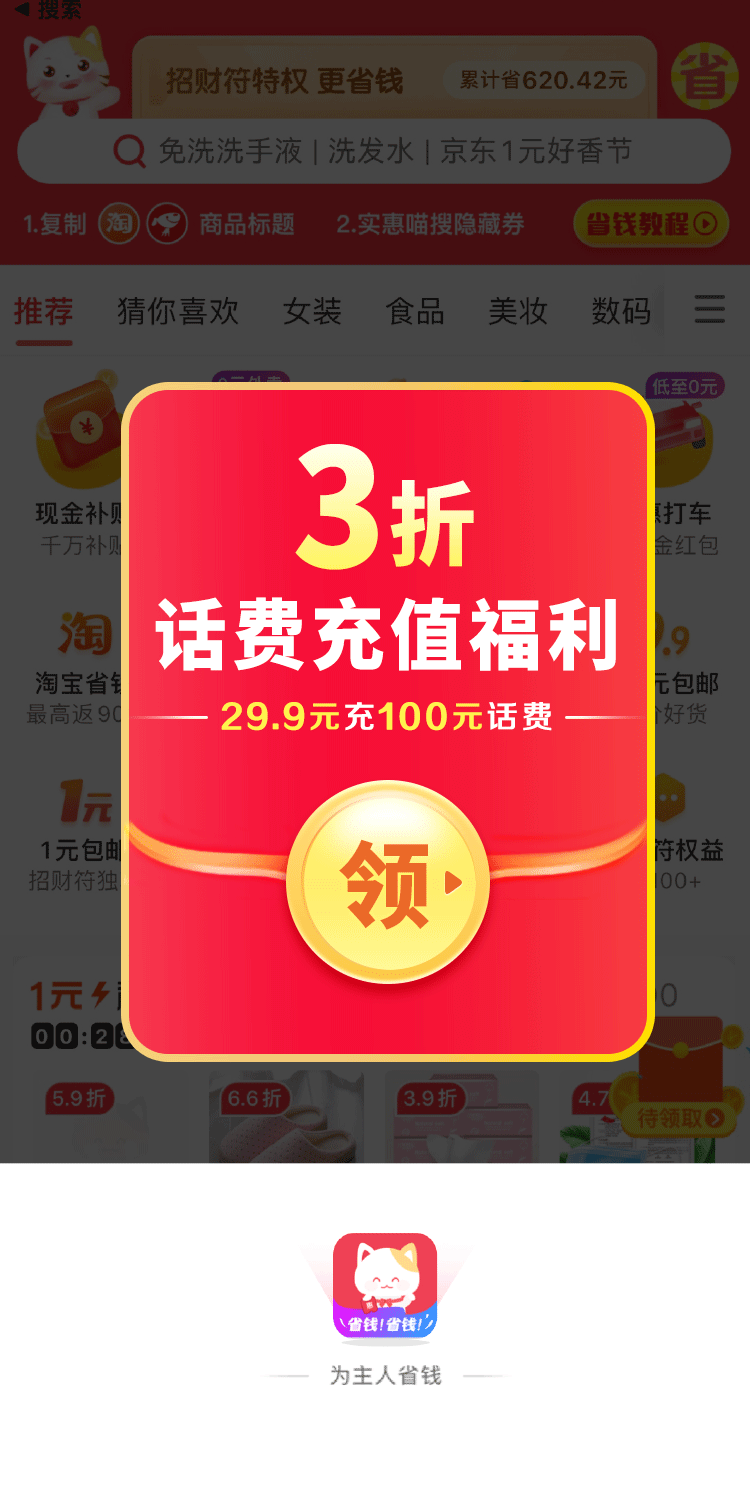 搜索
招财符特权 更省钱
累计省620.42元
省
免洗洗手液 | 洗发水 | 京东1元好香节
1.复制 淘 商品标题 2.实惠喵搜隐藏券 省钱教程
推荐 猜你喜欢 女装 食品 美妆 数码
低至0元
3折
话费充值福利
29.9元充100元话费
领
现金补
千万补
打车
金红包
淘
.9
淘宝省
元包邮
最高返90
好货
1元
1元包邮
符权益
招财符独
00+
1元
00:28
5.9折 6.6折 3.9折 4.7
待领取
省钱!省钱!
为主人省钱